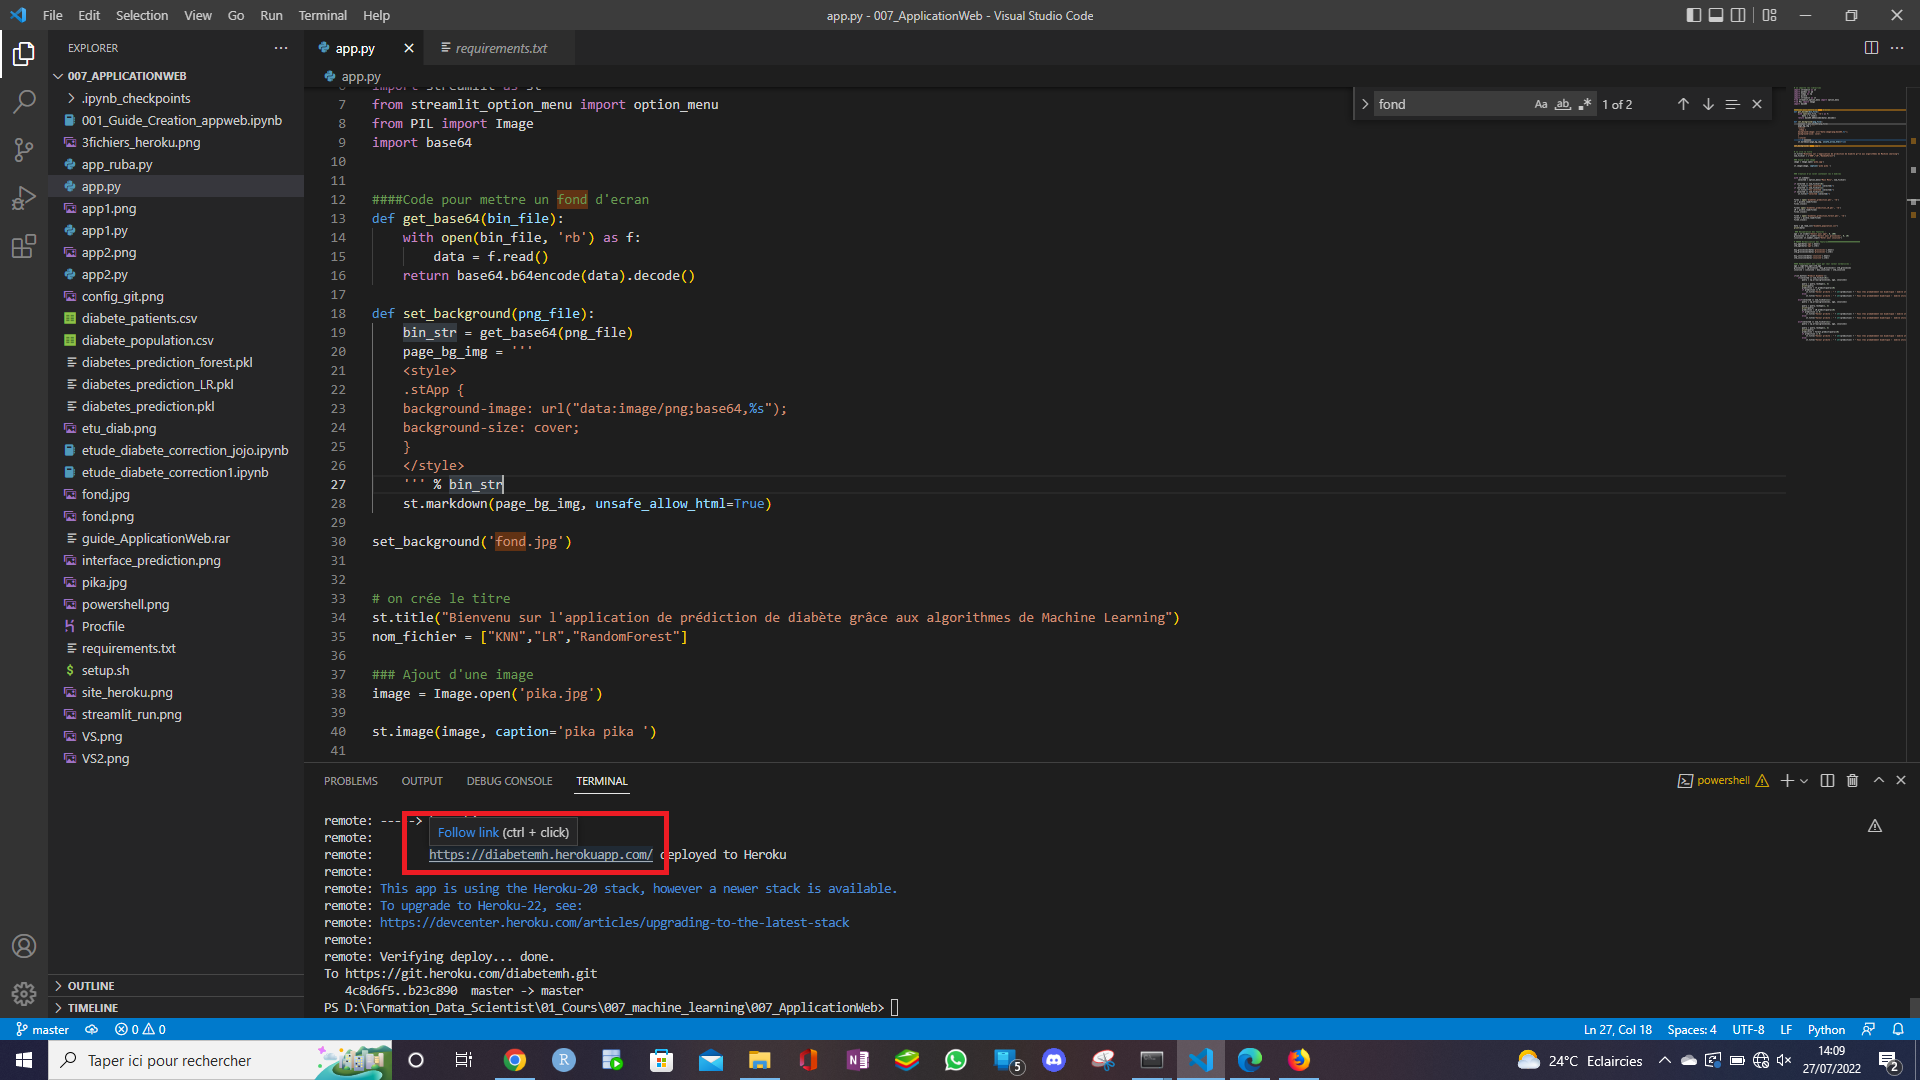 File Edit Selection View Go Run Terminal Help
app.py - 007_ApplicationWeb - Visual Studio Code
EXPLORER
007_APPLICATIONWEB
.ipynb_checkpoints
001_Guide_Creation_appweb.ipynb
3fichiers_heroku.png
app_ruba.py
app.py
app1.png
app1.py
app2.png
app2.py
config_git.png
diabete_patients.csv
diabete_population.csv
diabetes_prediction_forest.pkl
diabetes_prediction_LR.pkl
diabetes_prediction.pkl
etu_diab.png
etude_diabete_correction_jojo.ipynb
etude_diabete_correction1.ipynb
fond.jpg
fond.png
guide_ApplicationWeb.rar
interface_prediction.png
pika.jpg
powershell.png
Procfile
requirements.txt
$ setup.sh
site_heroku.png
streamlit_run.png
VS.png
VS2.png
OUTLINE
TIMELINE
app.py
requirements.txt
app.py
fond
Aa ab 1 of 2
6 import streamlit as st
7 from streamlit_option_menu import option_menu
8 from PIL import Image
9 import base64
10
11
12 ####Code pour mettre un fond d'ecran
13 def get_base64(bin_file):
14 with open(bin_file, 'rb') as f:
15 data = f.read()
16 return base64.b64encode(data).decode()
17
18 def set_background(png_file):
19 bin_str = get_base64(png_file)
20 page_bg_img = '''
21 <style>
22 .stApp {
23 background-image: url("data:image/png;base64,%s");
24 background-size: cover;
25 }
26 </style>
27 ''' % bin_str
28 st.markdown(page_bg_img, unsafe_allow_html=True)
29
30 set_background('fond.jpg')
31
32
33 # on crée le titre
34 st.title("Bienvenu sur l'application de prédiction de diabète grâce aux algorithmes de Machine Learning")
35 nom_fichier = ["KNN","LR","RandomForest"]
36
37 ### Ajout d'une image
38 image = Image.open('pika.jpg')
39
40 st.image(image, caption='pika pika ')
41
PROBLEMS OUTPUT DEBUG CONSOLE TERMINAL
powershell
remote: ---->
Follow link (ctrl + click)
remote:
remote: https://diabetemh.herokuapp.com/ deployed to Heroku
remote:
remote: This app is using the Heroku-20 stack, however a newer stack is available.
remote: To upgrade to Heroku-22, see:
remote: https://devcenter.heroku.com/articles/upgrading-to-the-latest-stack
remote:
remote: Verifying deploy... done.
To https://git.heroku.com/diabetemh.git
4c8d6f5..b23c890 master -> master
PS D:\Formation_Data_Scientist\01_Cours\007_machine_learning\007_ApplicationWeb>
master 0 0
Ln 27, Col 18 Spaces: 4 UTF-8 LF Python
Taper ici pour rechercher
5
24°C Eclaircies
14:09
27/07/2022
2